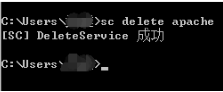 C:\Users\ >sc delete apache
[SC] DeleteService 成功
C:\Users\ >